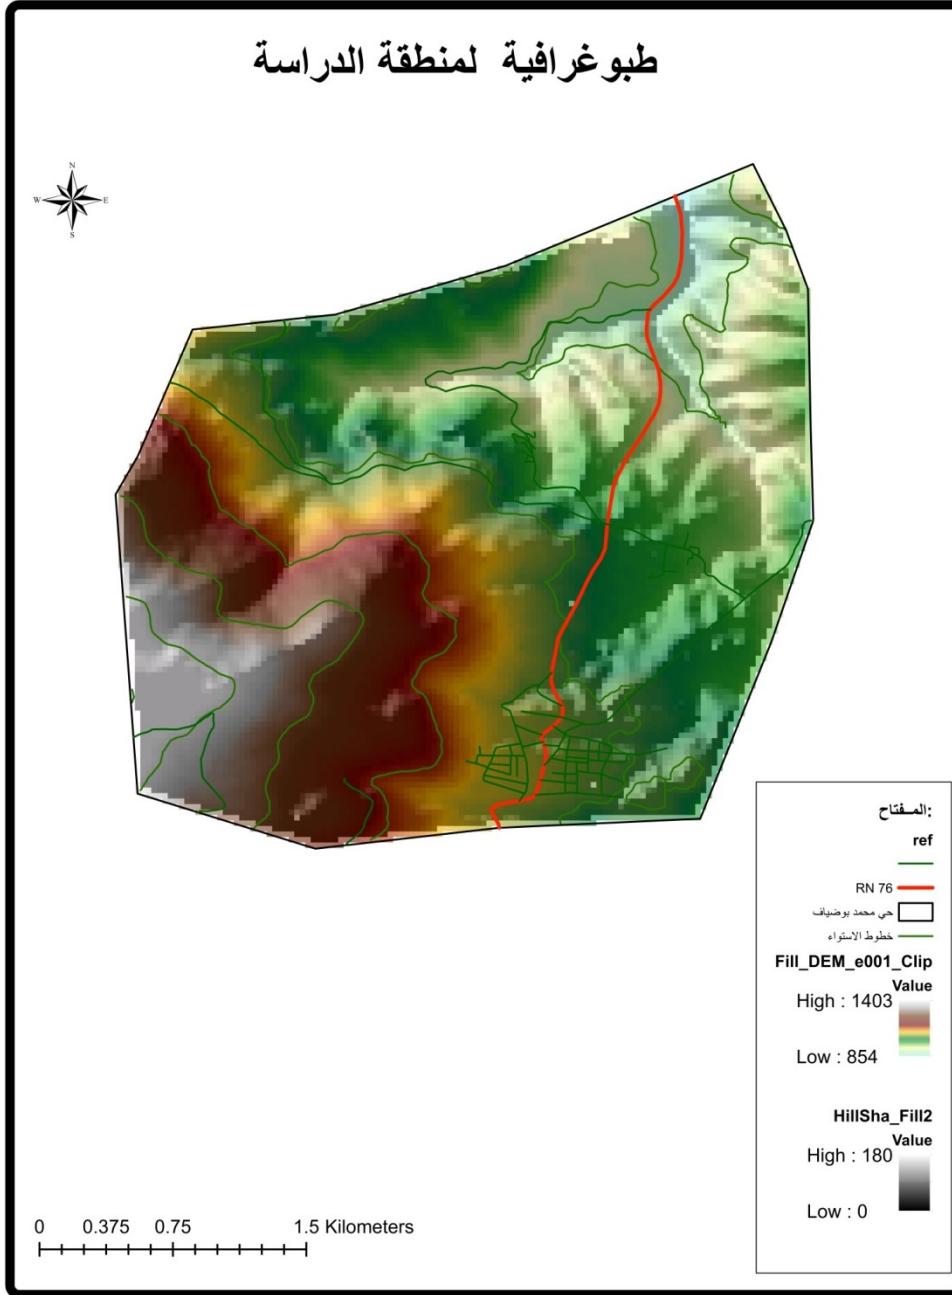 طبوغرافية لمنطقة الدراسة
N
W E
S
المــفتاح:
ref
RN 76
حي محمد بوضياف
خطوط الاستواء
Fill_DEM_e001_Clip
Value
High : 1403
Low : 854
HillSha_Fill2
Value
High : 180
Low : 0
0 0.375 0.75 1.5 Kilometers